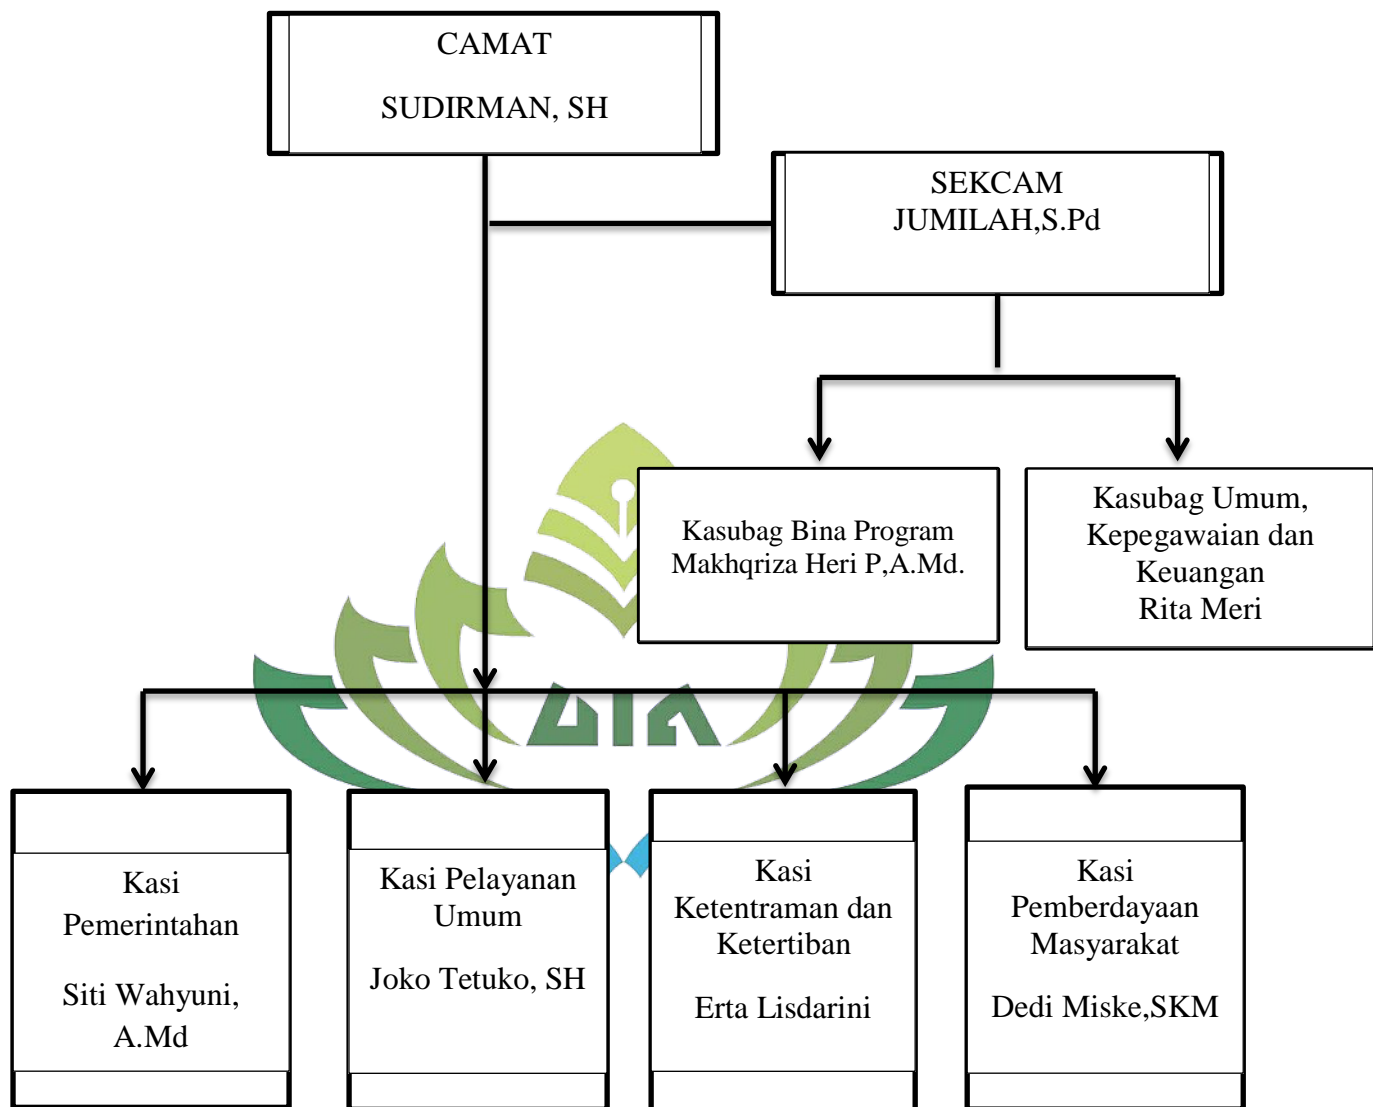 CAMAT
SUDIRMAN, SH
SEKCAM
JUMILAH,S.Pd
Kasubag Bina Program
Makhqriza Heri P,A.Md.
Kasubag Umum,
Kepegawaian dan
Keuangan
Rita Meri
Kasi
Pemerintahan
Siti Wahyuni,
A.Md
Kasi Pelayanan
Umum
Joko Tetuko, SH
Kasi
Ketentraman dan
Ketertiban
Erta Lisdarini
Kasi
Pemberdayaan
Masyarakat
Dedi Miske,SKM